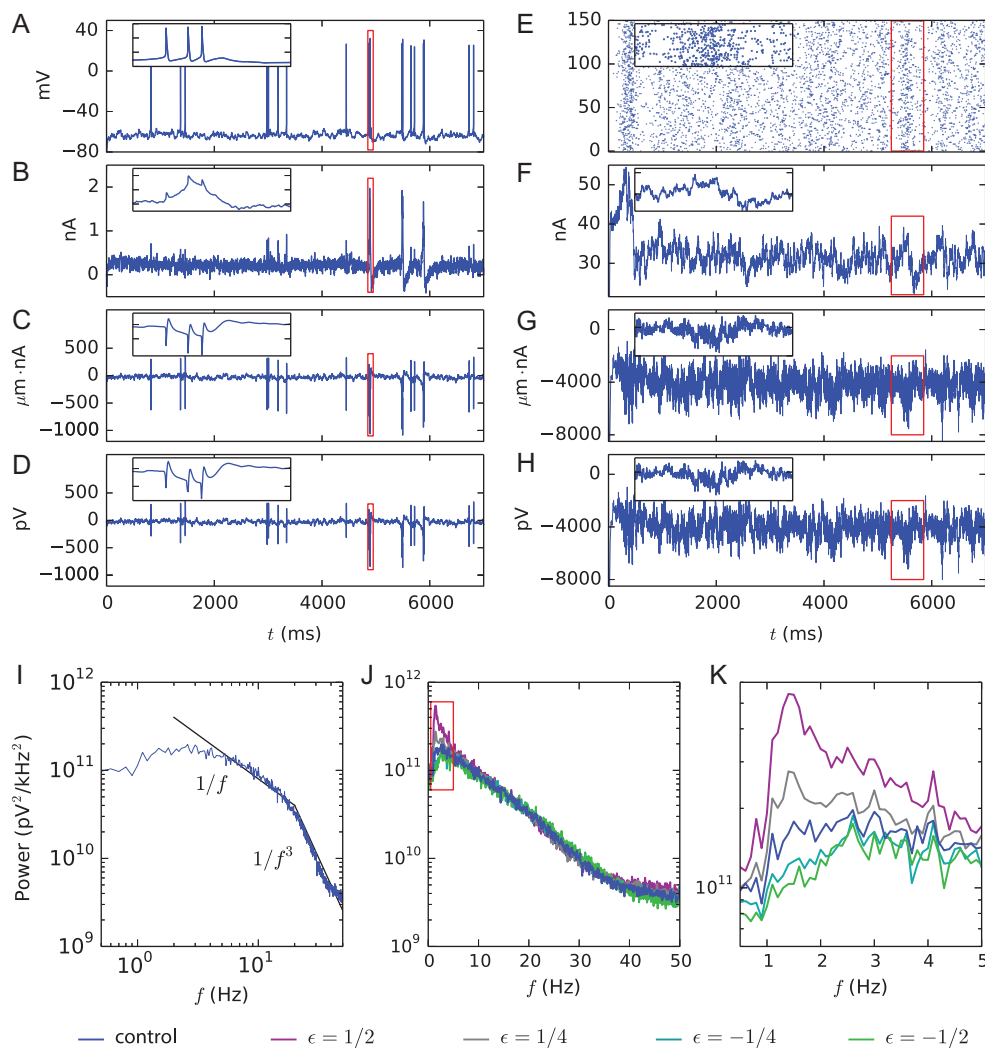 A
40
0
−40
−80
mV
B
2
1
0
nA
C
500
0
−500
−1000
μm·nA
D
500
0
−500
−1000
pV
0
2000
4000
6000
t (ms)
E
150
100
50
0
F
50
40
30
nA
G
0
−4000
−8000
μm·nA
H
0
−4000
−8000
pV
0
2000
4000
6000
t (ms)
I
10^12
10^11
10^10
10^9
Power (pV²/kHz²)
1/f
1/f³
10^0
10^1
f (Hz)
J
10^12
10^11
10^10
10^9
0
10
20
30
40
50
f (Hz)
K
10^11
1
2
3
4
5
f (Hz)
control
ϵ = 1/2
ϵ = 1/4
ϵ = −1/4
ϵ = −1/2